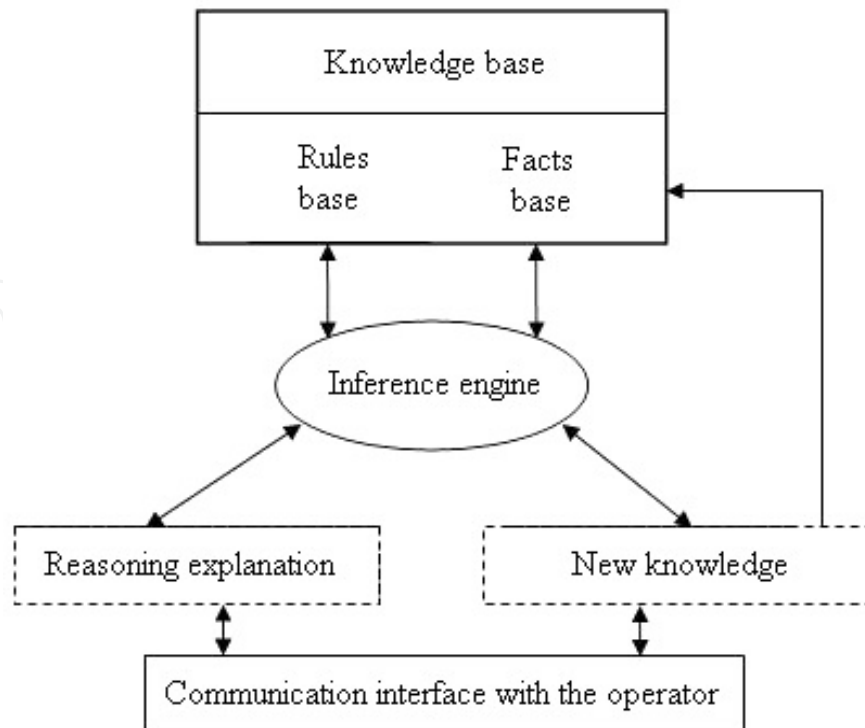 Knowledge base
Rules
base
Facts
base
Inference engine
Reasoning explanation
New knowledge
Communication interface with the operator